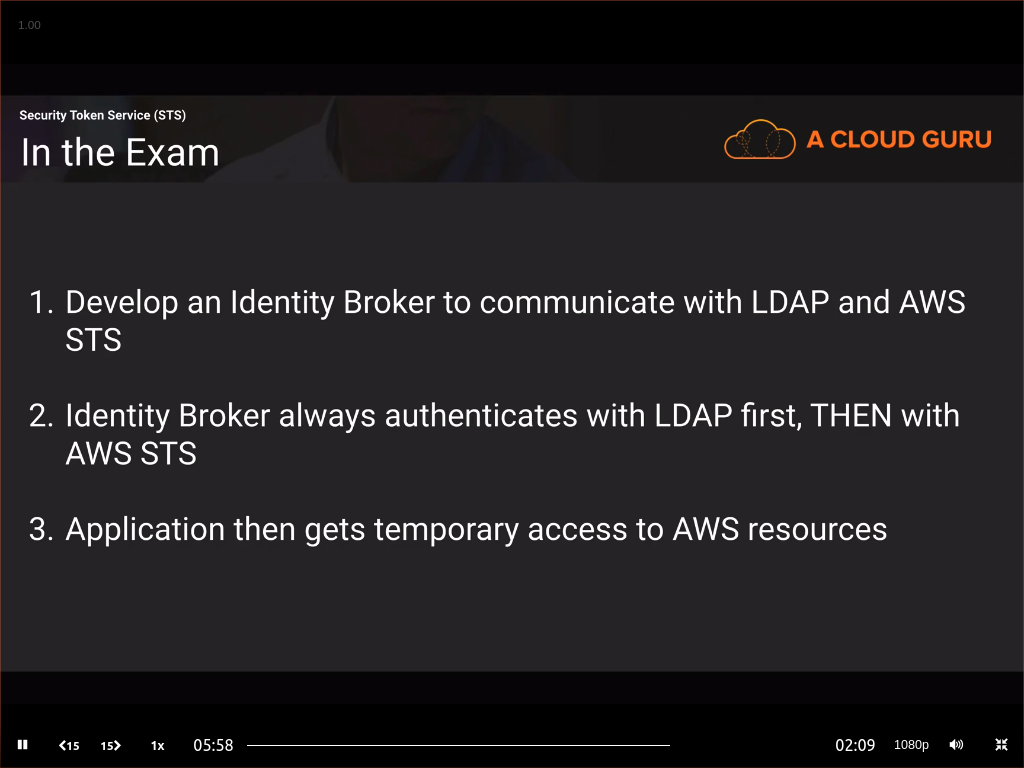 1.00
Security Token Service (STS)
In the Exam
A CLOUD GURU
1. Develop an Identity Broker to communicate with LDAP and AWS
STS
2. Identity Broker always authenticates with LDAP first, THEN with
AWS STS
3. Application then gets temporary access to AWS resources
15 15 1x 05:58 02:09 1080p